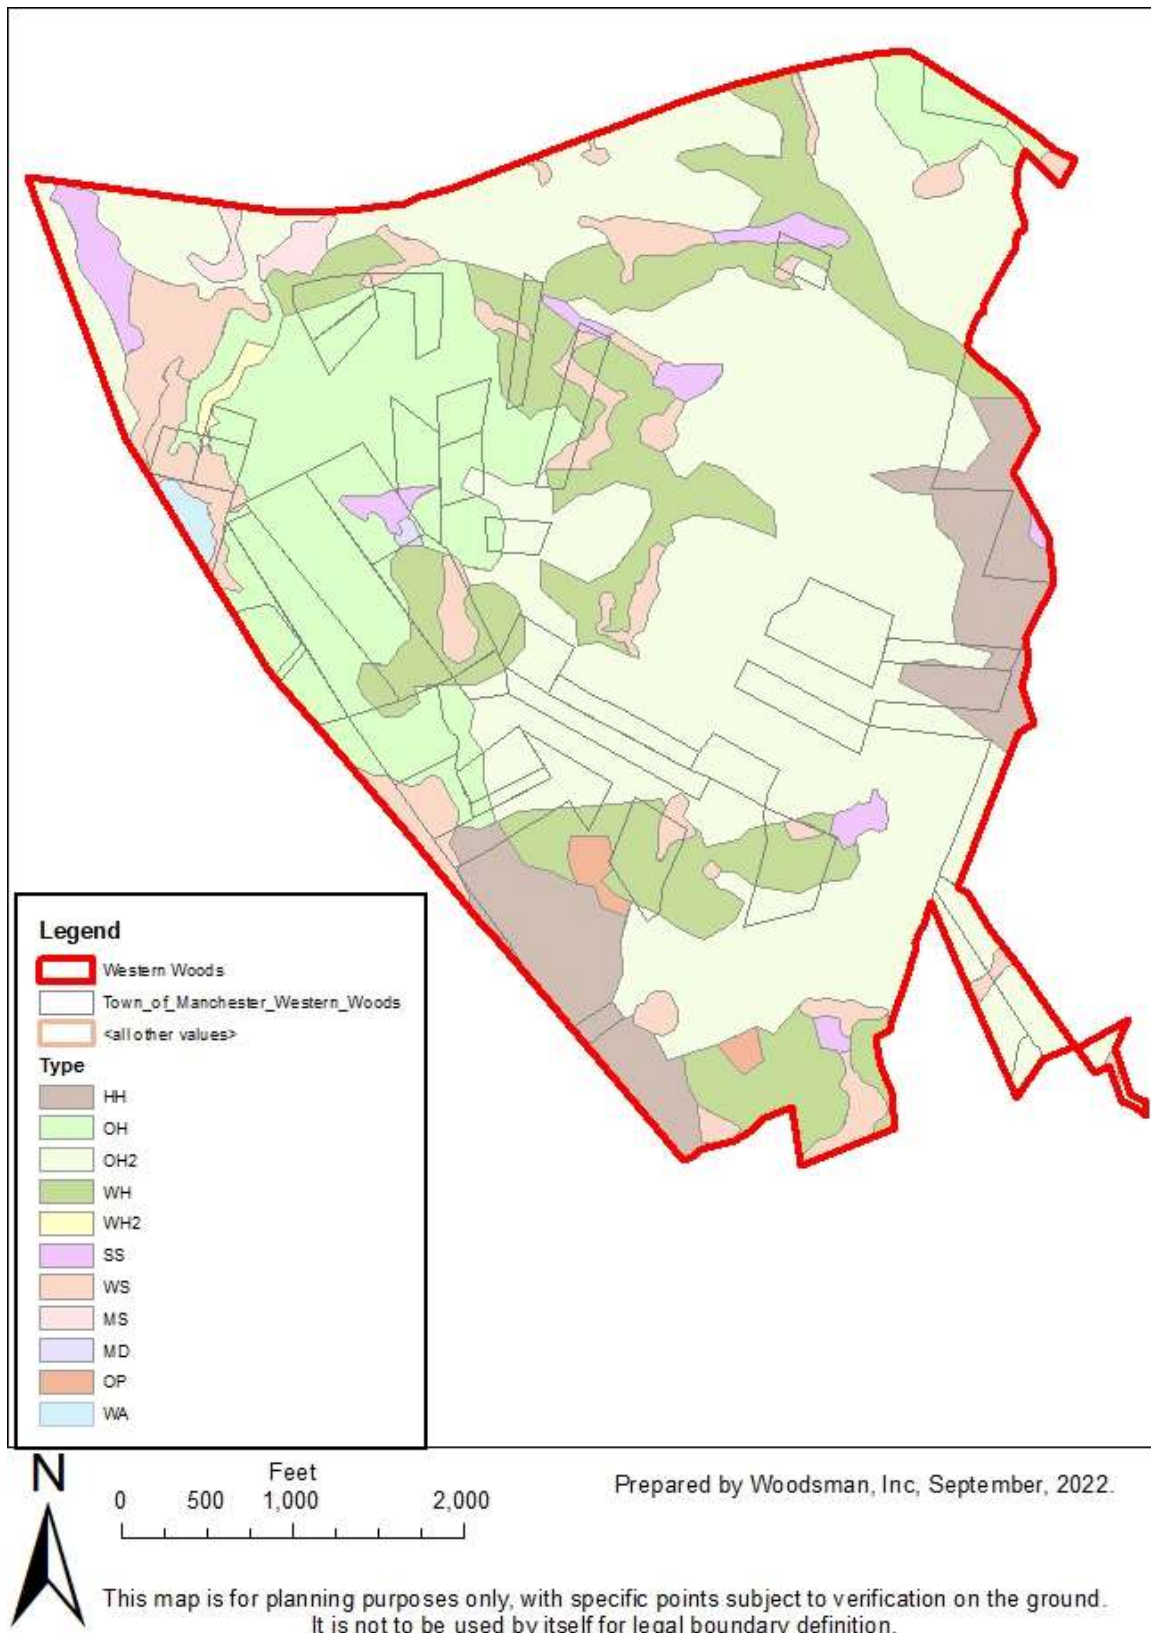 Legend
Western Woods
Town_of_Manchester_Western_Woods
<all other values>
Type
HH
OH
OH2
WH
WH2
SS
WS
MS
MD
OP
WA
N
Feet
0 500 1,000 2,000
Prepared by Woodsman, Inc, September, 2022.
This map is for planning purposes only, with specific points subject to verification on the ground.
It is not to be used by itself for legal boundary definition.